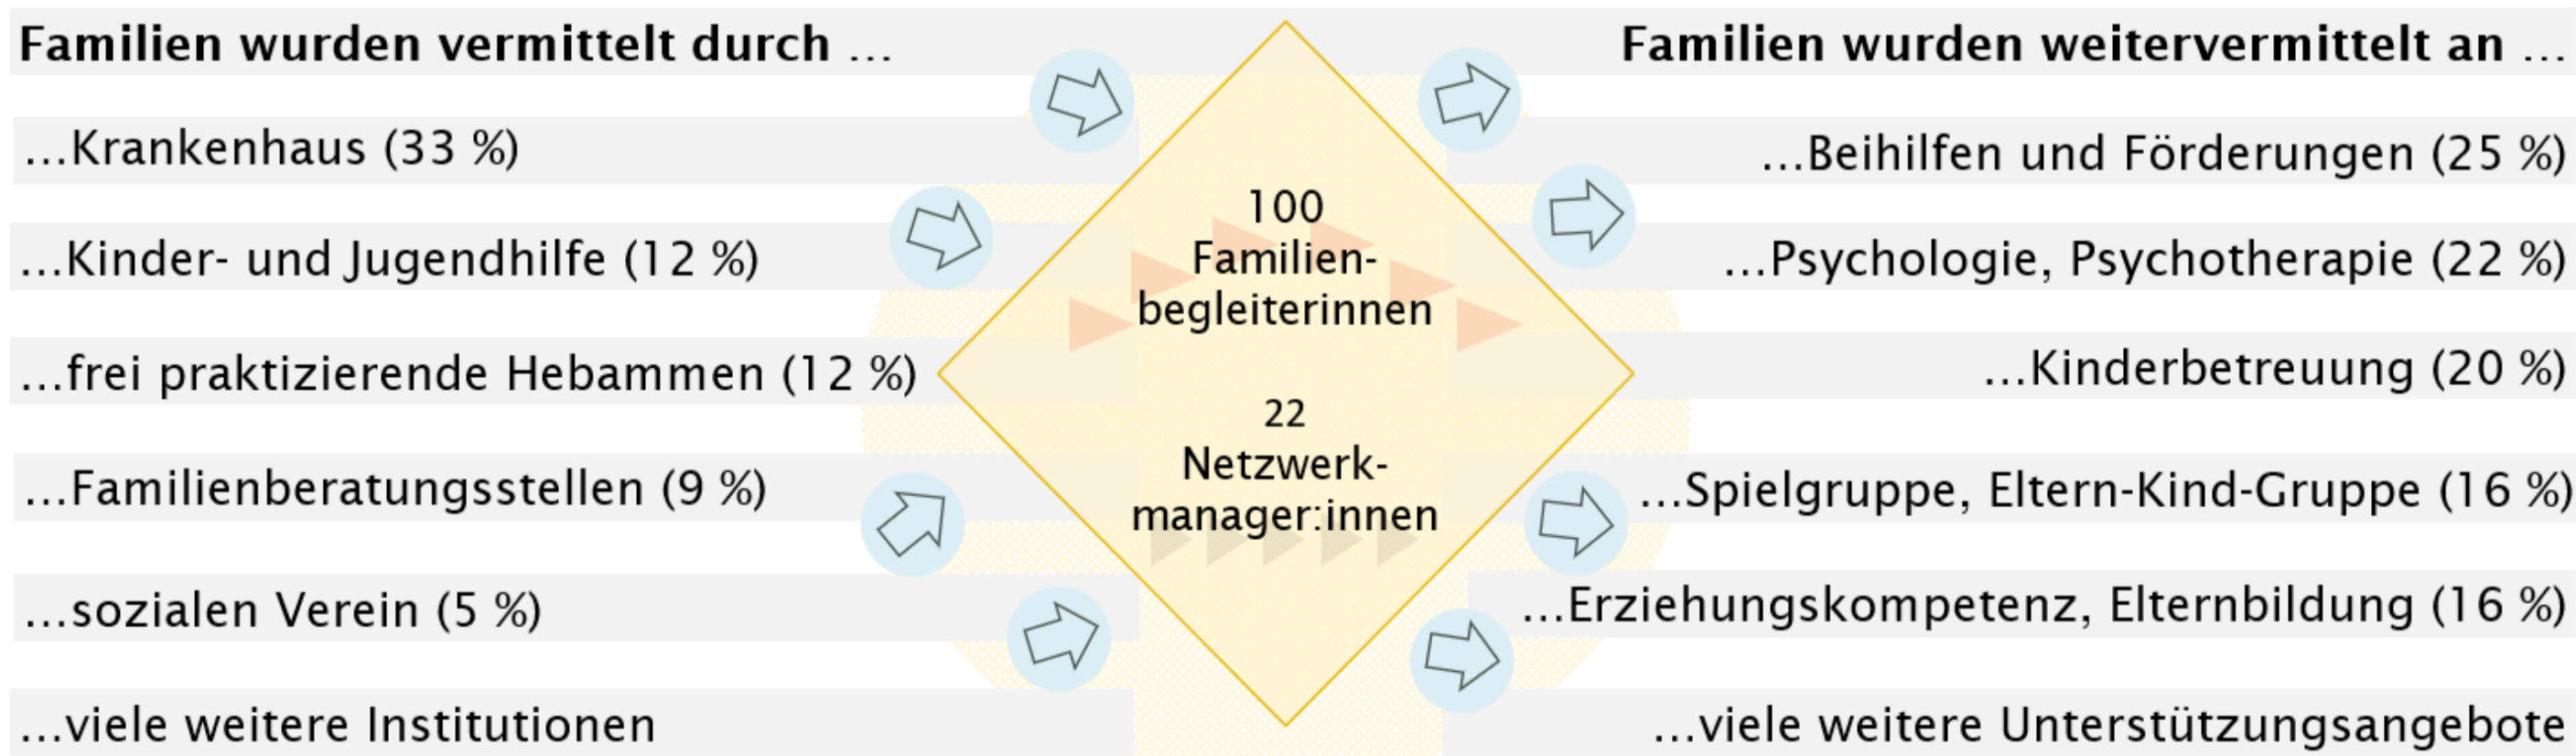 Familien wurden vermittelt durch ...
...Krankenhaus (33 %)
...Kinder- und Jugendhilfe (12 %)
...frei praktizierende Hebammen (12 %)
...Familienberatungsstellen (9 %)
...sozialen Verein (5 %)
...viele weitere Institutionen
100
Familien-
begleiterinnen
22
Netzwerk-
manager:innen
Familien wurden weitervermittelt an ...
...Beihilfen und Förderungen (25 %)
...Psychologie, Psychotherapie (22 %)
...Kinderbetreuung (20 %)
...Spielgruppe, Eltern-Kind-Gruppe (16 %)
...Erziehungskompetenz, Elternbildung (16 %)
...viele weitere Unterstützungsangebote